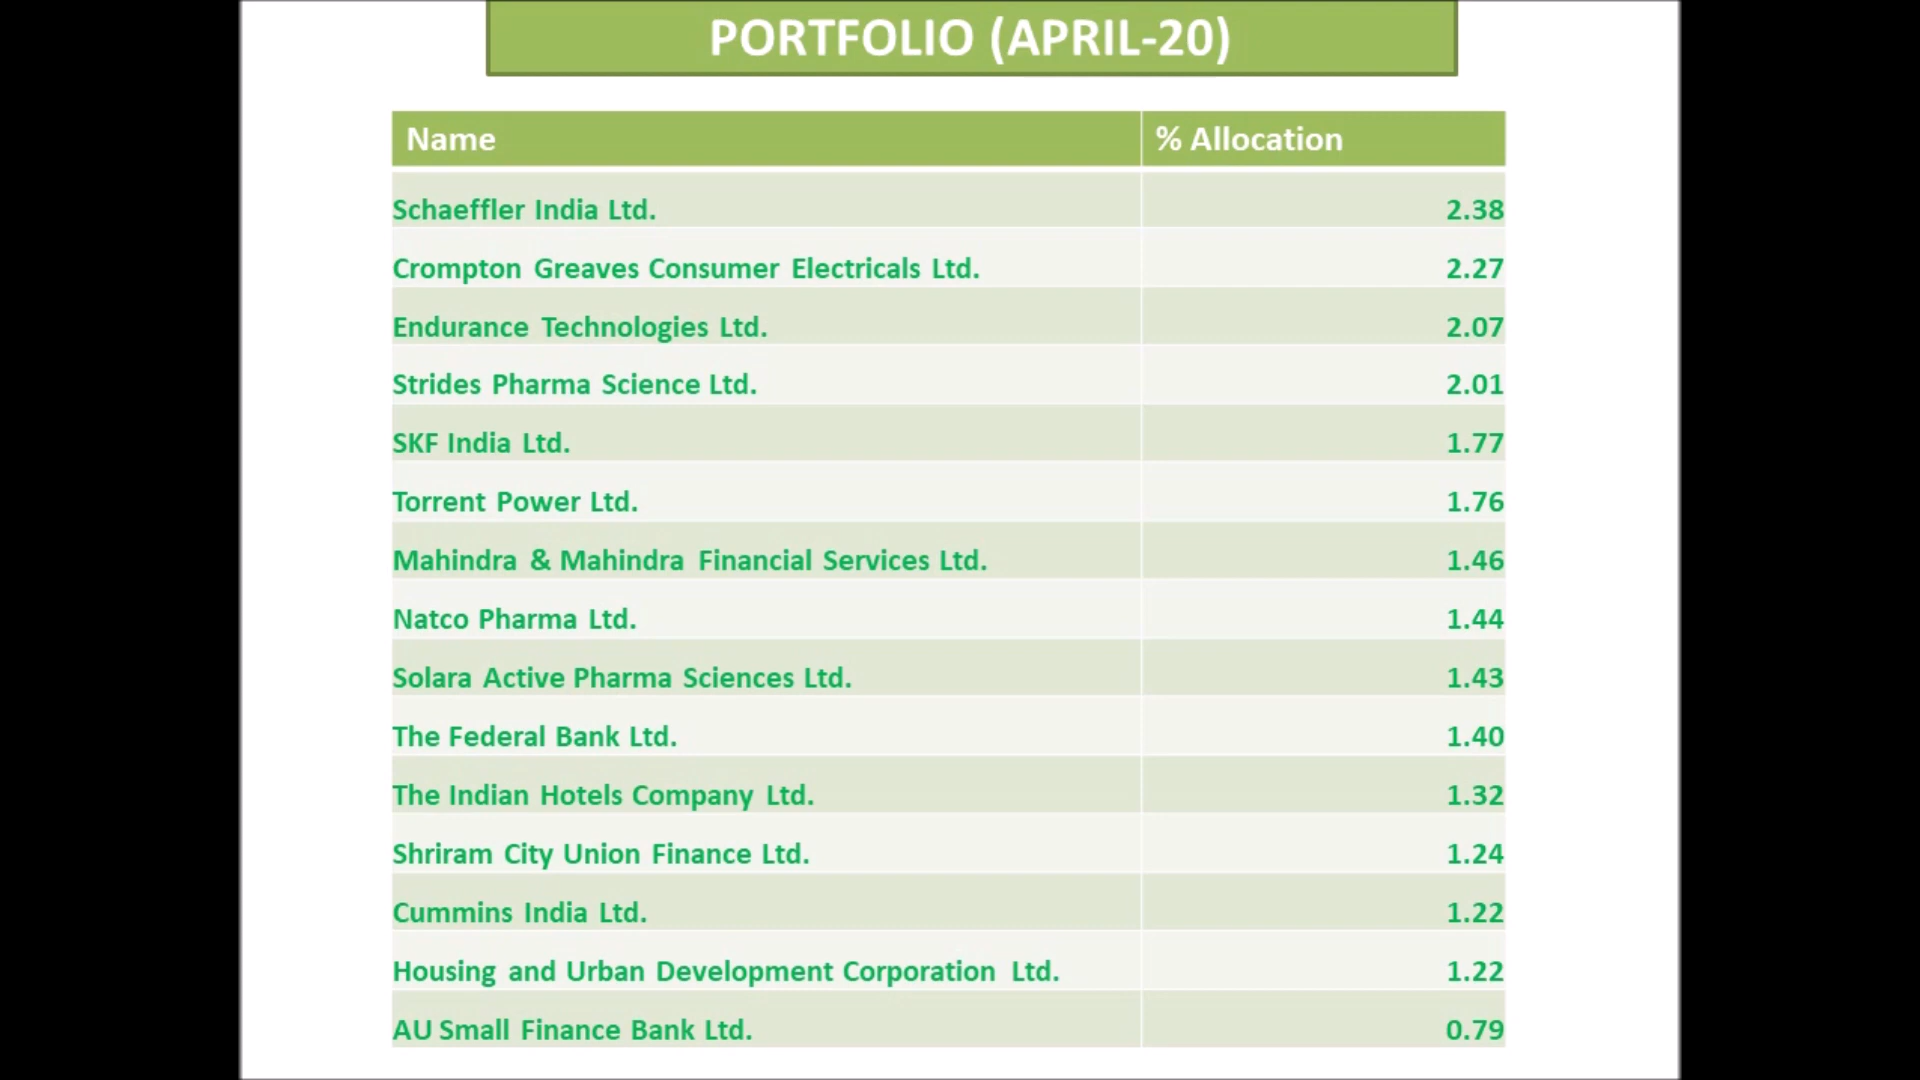 PORTFOLIO (APRIL-20)
Name % Allocation
Schaeffler India Ltd. 2.38
Crompton Greaves Consumer Electricals Ltd. 2.27
Endurance Technologies Ltd. 2.07
Strides Pharma Science Ltd. 2.01
SKF India Ltd. 1.77
Torrent Power Ltd. 1.76
Mahindra & Mahindra Financial Services Ltd. 1.46
Natco Pharma Ltd. 1.44
Solara Active Pharma Sciences Ltd. 1.43
The Federal Bank Ltd. 1.40
The Indian Hotels Company Ltd. 1.32
Shriram City Union Finance Ltd. 1.24
Cummins India Ltd. 1.22
Housing and Urban Development Corporation Ltd. 1.22
AU Small Finance Bank Ltd. 0.79